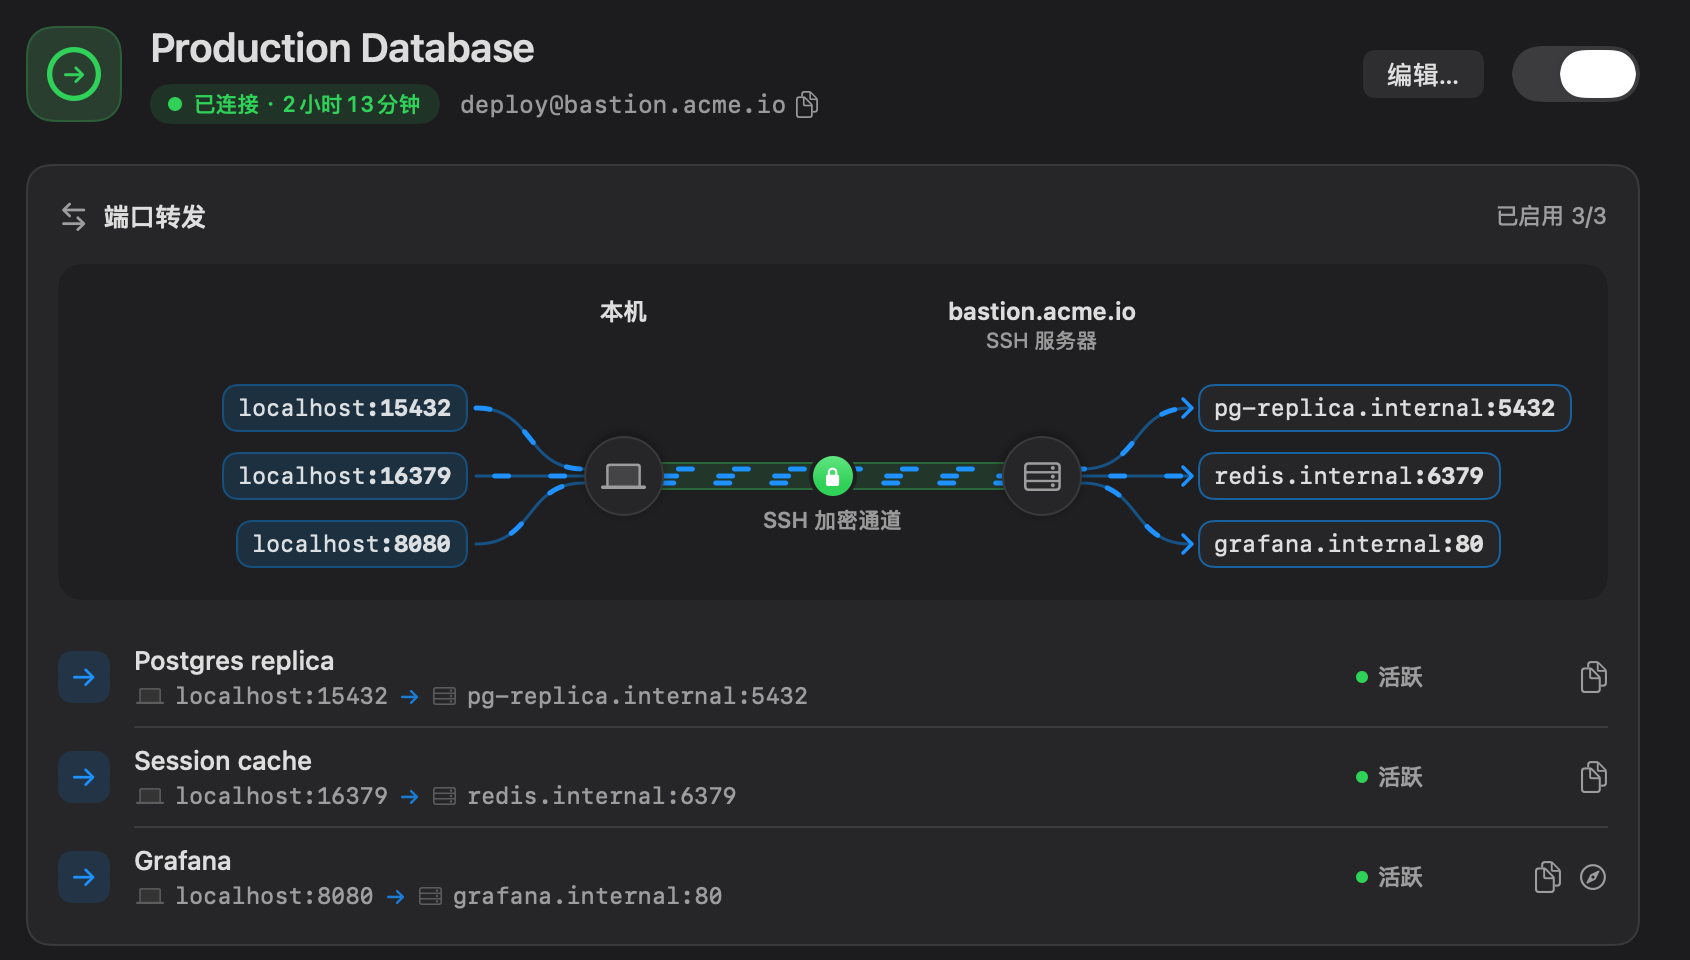 Production Database
已连接 · 2 小时 13 分钟
deploy@bastion.acme.io
编辑...
端口转发
已启用 3/3
本机
bastion.acme.io
SSH 服务器
localhost:15432
pg-replica.internal:5432
localhost:16379
redis.internal:6379
localhost:8080
grafana.internal:80
SSH 加密通道
Postgres replica
localhost:15432 → pg-replica.internal:5432
活跃
Session cache
localhost:16379 → redis.internal:6379
活跃
Grafana
localhost:8080 → grafana.internal:80
活跃